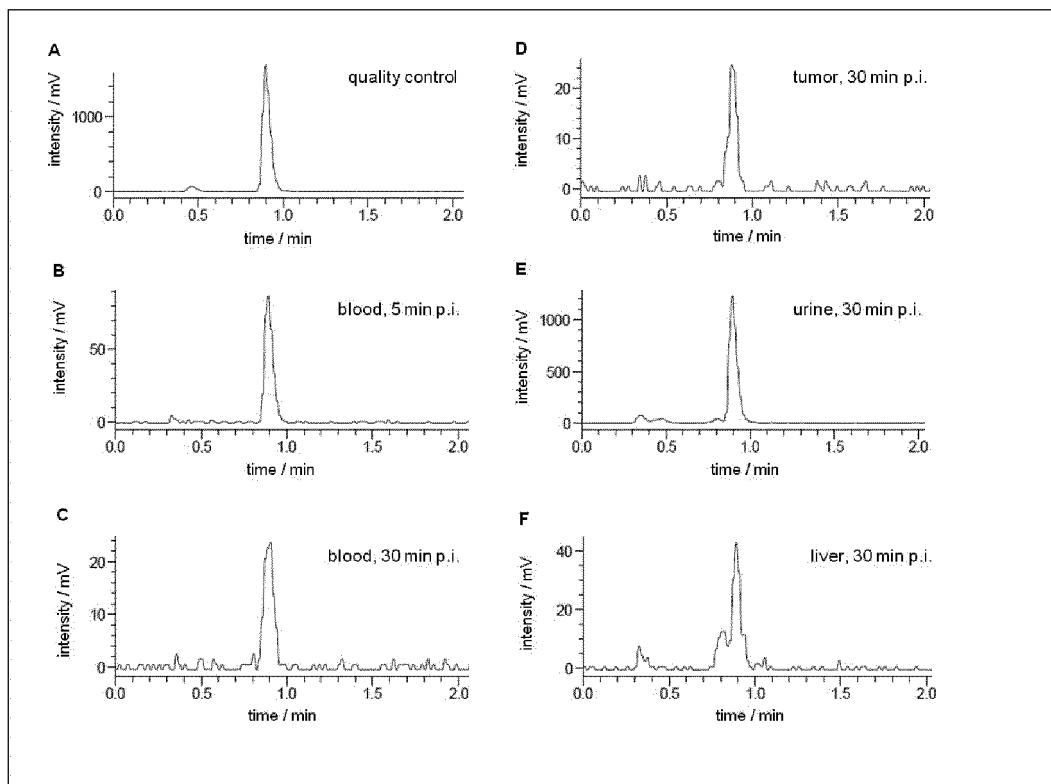 A
quality control
intensity / mV
1000
0
0.0 0.5 1.0 1.5 2.0
time / min
B
blood, 5 min p.i.
intensity / mV
50
0
0.0 0.5 1.0 1.5 2.0
time / min
C
blood, 30 min p.i.
intensity / mV
20
10
0
0.0 0.5 1.0 1.5 2.0
time / min
D
tumor, 30 min p.i.
intensity / mV
20
10
0
0.0 0.5 1.0 1.5 2.0
time / min
E
urine, 30 min p.i.
intensity / mV
1000
500
0
0.0 0.5 1.0 1.5 2.0
time / min
F
liver, 30 min p.i.
intensity / mV
40
20
0
0.0 0.5 1.0 1.5 2.0
time / min